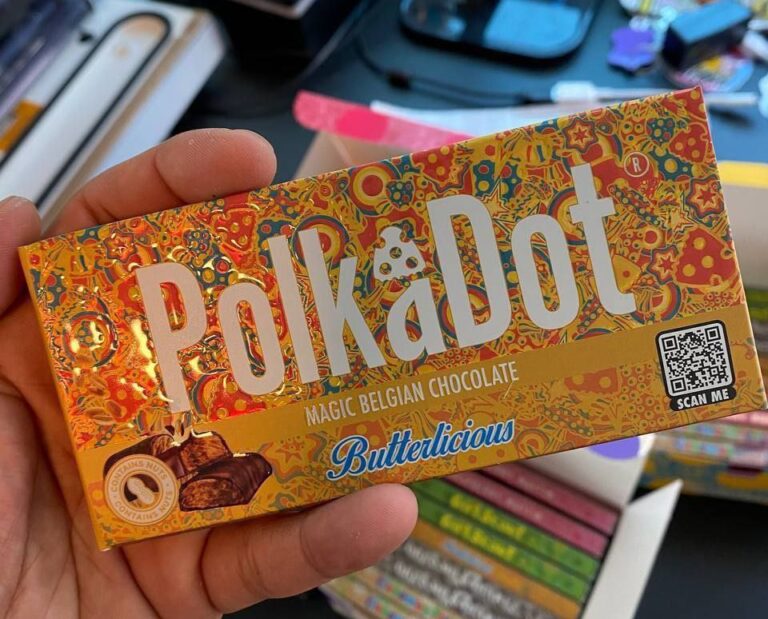 PolkaDot®
MAGIC BELGIAN CHOCOLATE
Butterlicious
SCAN ME
CONTAINS NUTS
CONTAINS NUTS